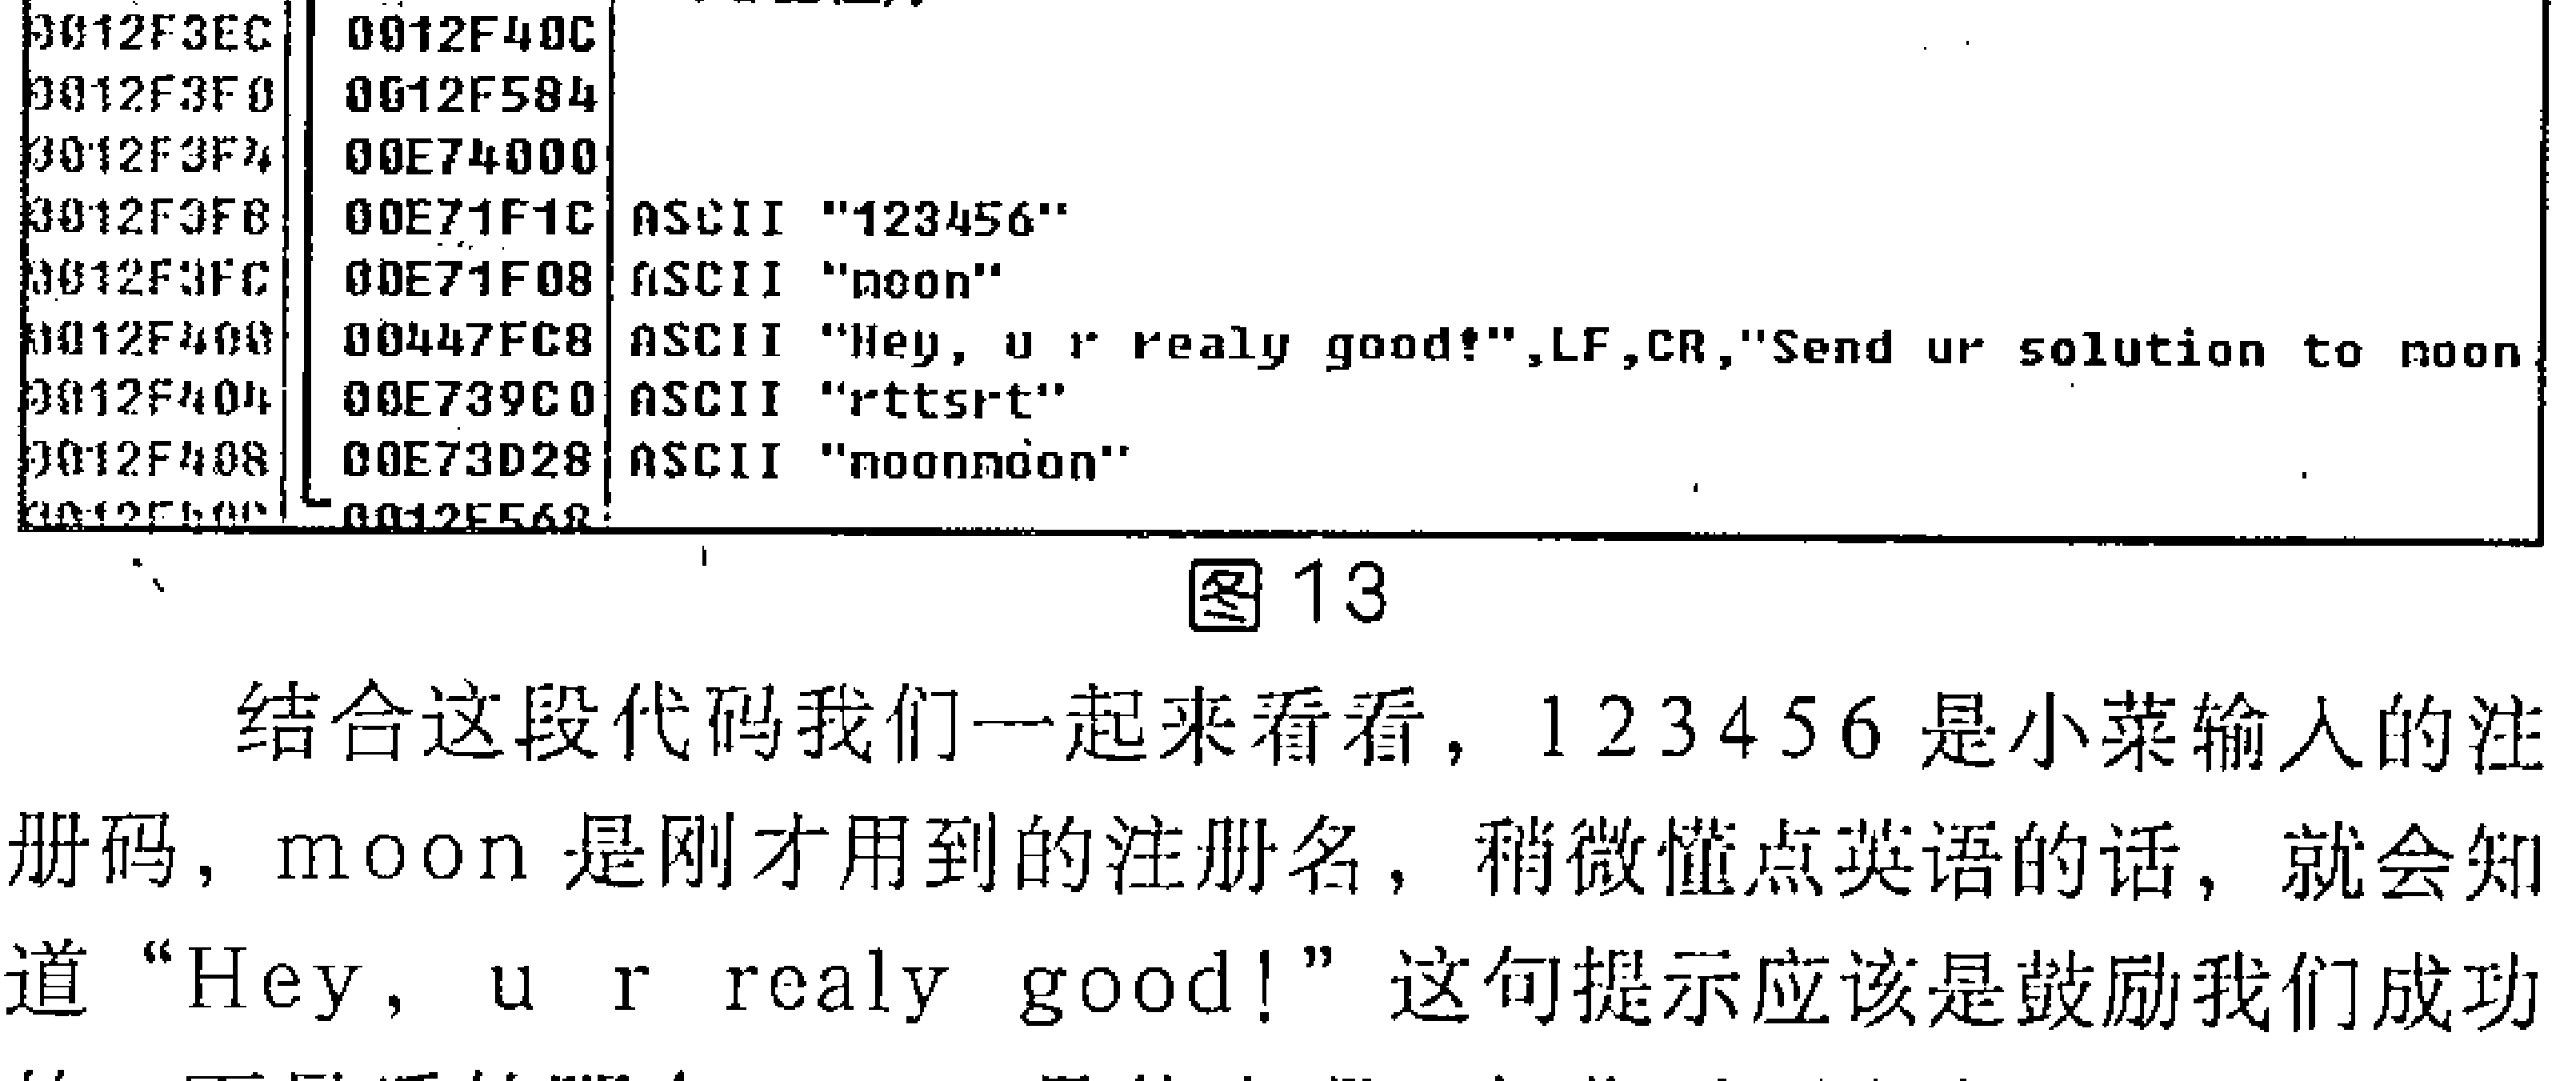 0012F3EC 0012F40C
0012F3F0 0012F584
0012F3F4 00E74000
0012F3F8 00E71F1C ASCII "123456"
0012F3FC 00E71F08 ASCII "moon"
0012F400 00447FC8 ASCII "Hey, u r realy good!",LF,CR,"Send ur solution to moon
0012F404 00E739C0 ASCII "rttsrt"
0012F408 00E73D28 ASCII "moonmoon"
0012F40C 0012F568
图 13
结合这段代码我们一起来看看，123456 是小菜输入的注
册码，moon 是刚才用到的注册名，稍微懂点英语的话，就会知
道“Hey, u r realy good!”这句提示应该是鼓励我们成功